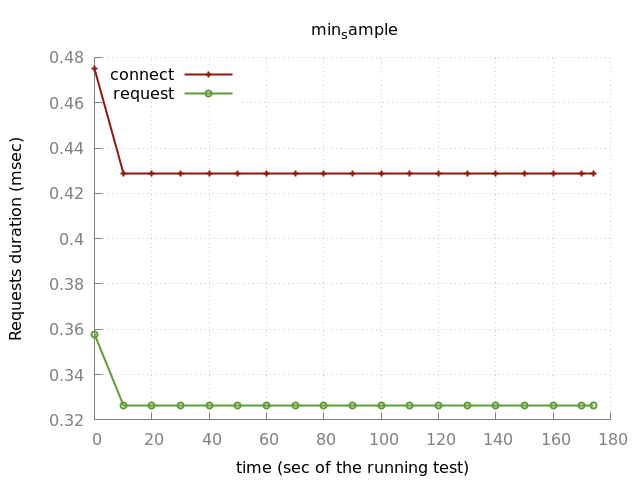 minsample
0.48
0.46
0.44
0.42
0.4
0.38
0.36
0.34
0.32
connect
request
Requests duration (msec)
0 20 40 60 80 100 120 140 160 180
time (sec of the running test)